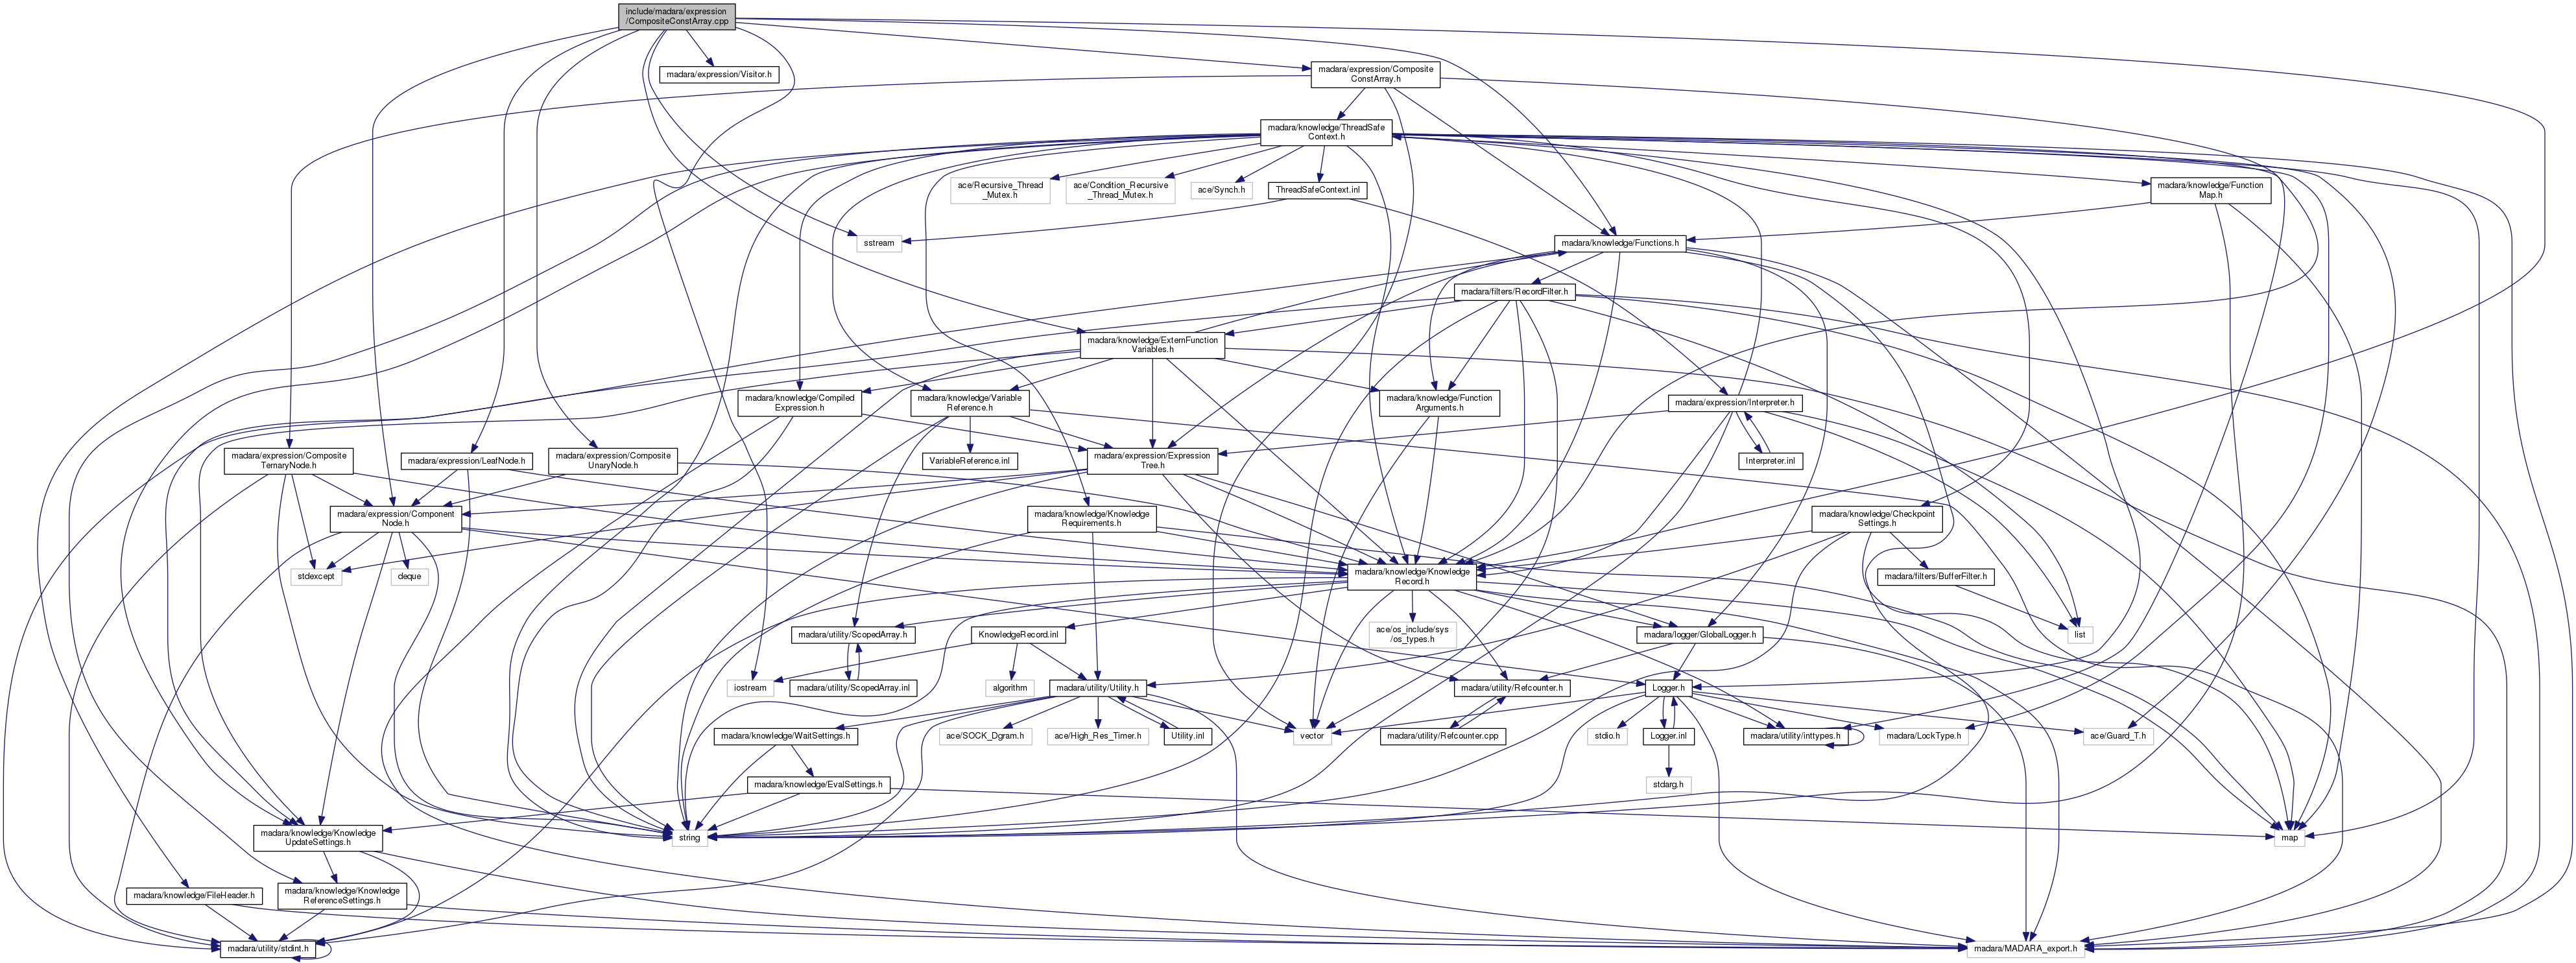 include/madara/expression
/CompositeConstArray.cpp
madara/expression/Visitor.h
madara/expression/Composite
ConstArray.h
madara/knowledge/ThreadSafe
Context.h
ace/Recursive_Thread
_Mutex.h
ace/Condition_Recursive
_Thread_Mutex.h
ace/Synch.h
ThreadSafeContext.inl
madara/knowledge/Function
Map.h
sstream
madara/knowledge/Functions.h
madara/filters/RecordFilter.h
madara/knowledge/ExternFunction
Variables.h
madara/knowledge/Compiled
Expression.h
madara/knowledge/Variable
Reference.h
madara/knowledge/Function
Arguments.h
madara/expression/Interpreter.h
madara/expression/Composite
TernaryNode.h
madara/expression/LeafNode.h
madara/expression/Composite
UnaryNode.h
VariableReference.inl
madara/expression/Expression
Tree.h
Interpreter.inl
madara/expression/Component
Node.h
madara/knowledge/Knowledge
Requirements.h
madara/knowledge/Checkpoint
Settings.h
stdexcept
deque
madara/knowledge/Knowledge
Record.h
madara/filters/BufferFilter.h
madara/utility/ScopedArray.h
KnowledgeRecord.inl
ace/os_include/sys
/os_types.h
madara/logger/GlobalLogger.h
list
iostream
madara/utility/ScopedArray.inl
algorithm
madara/utility/Utility.h
madara/utility/Refcounter.h
Logger.h
madara/knowledge/WaitSettings.h
ace/SOCK_Dgram.h
ace/High_Res_Timer.h
Utility.inl
vector
madara/utility/Refcounter.cpp
stdio.h
Logger.inl
madara/utility/inttypes.h
madara/LockType.h
ace/Guard_T.h
madara/knowledge/EvalSettings.h
stdarg.h
madara/knowledge/Knowledge
UpdateSettings.h
string
map
madara/knowledge/FileHeader.h
madara/knowledge/Knowledge
ReferenceSettings.h
madara/utility/stdint.h
madara/MADARA_export.h